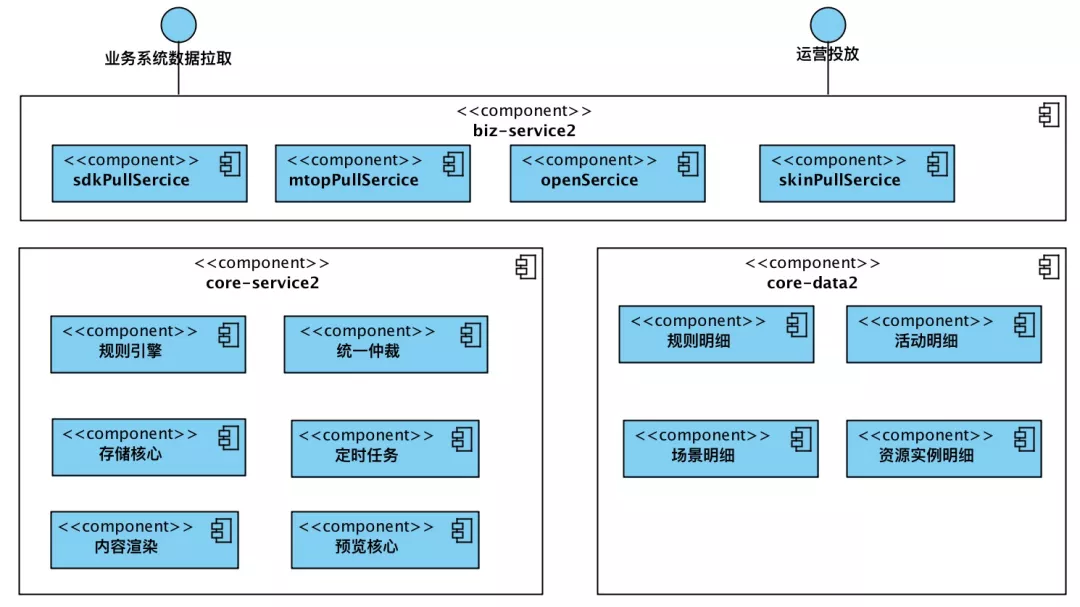 业务系统数据拉取
运营投放
<<component>>
biz-service2
<<component>>
sdkPullSercice
<<component>>
mtopPullSercice
<<component>>
openSercice
<<component>>
skinPullSercice
<<component>>
core-service2
<<component>>
规则引擎
<<component>>
统一仲裁
<<component>>
存储核心
<<component>>
定时任务
<<component>>
内容渲染
<<component>>
预览核心
<<component>>
core-data2
<<component>>
规则明细
<<component>>
活动明细
<<component>>
场景明细
<<component>>
资源实例明细